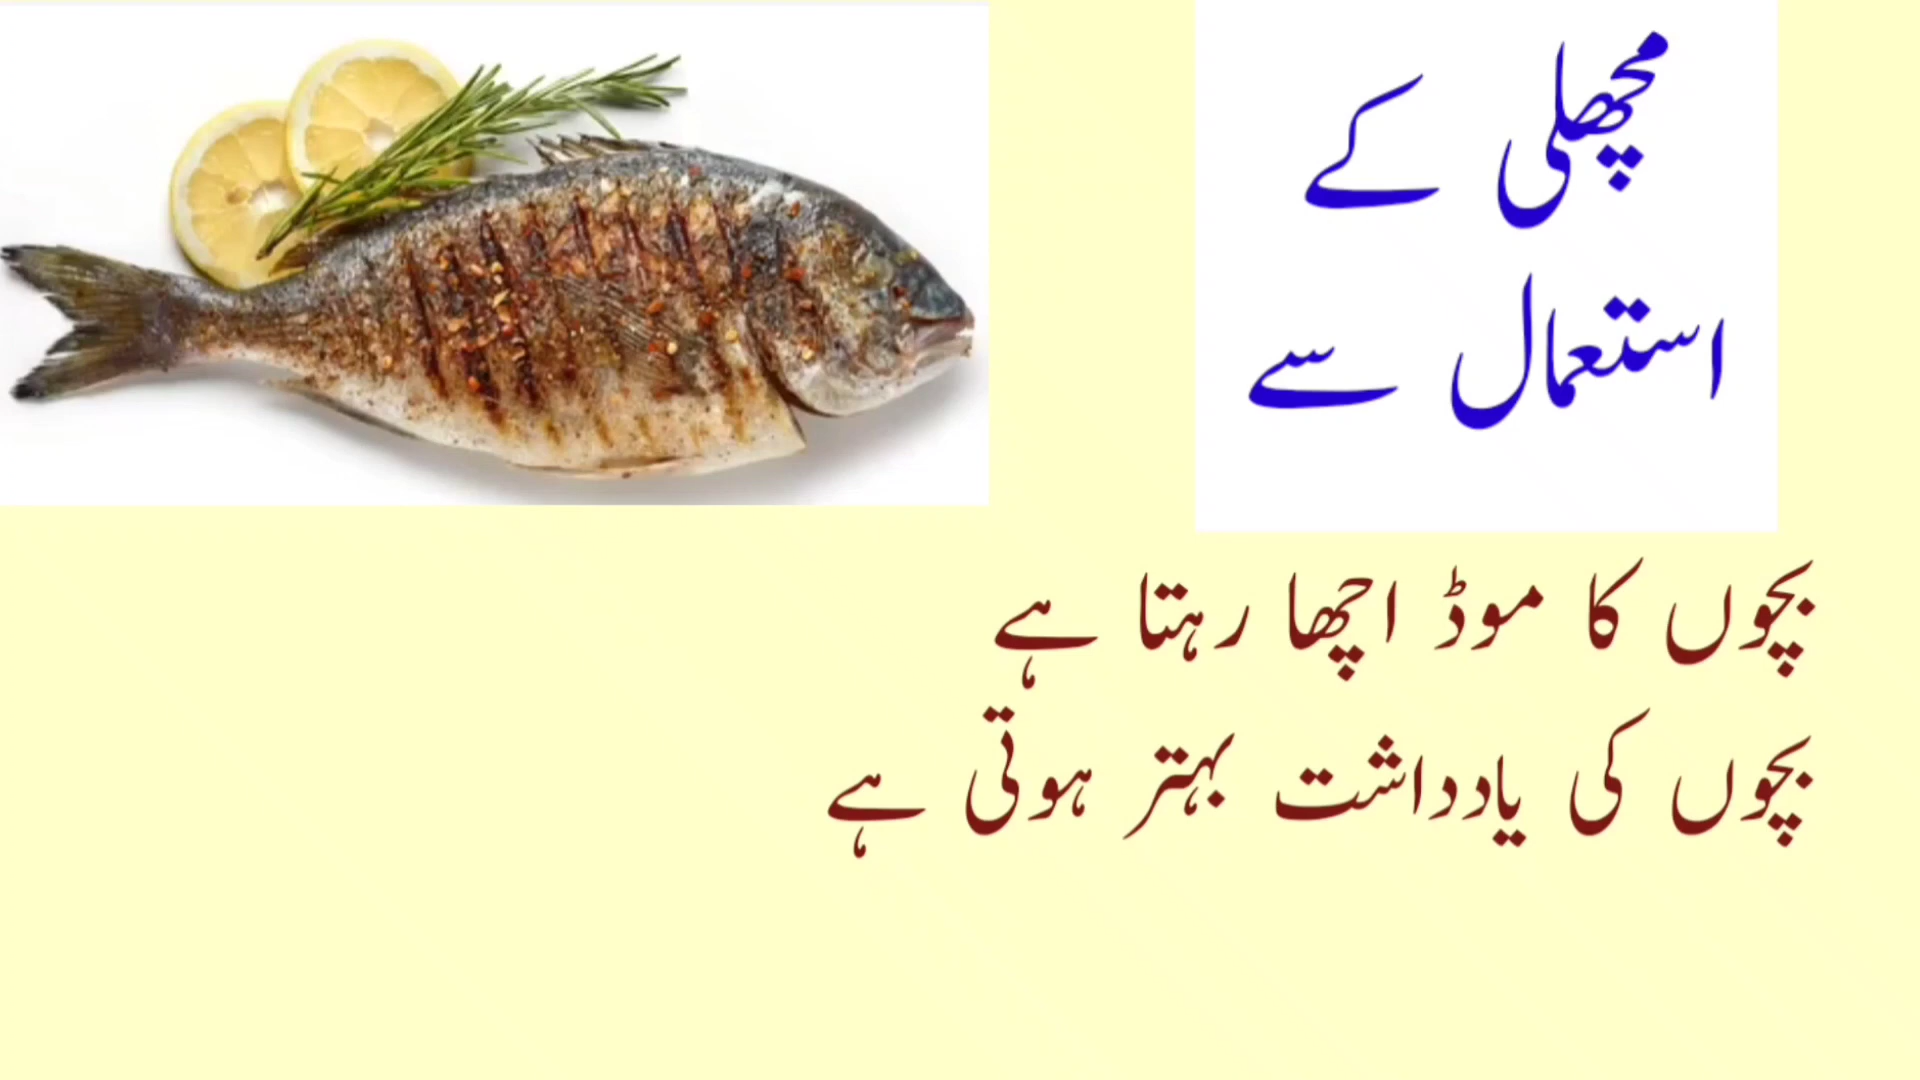 مچھلی کے
استعمال سے
بچوں کا موڈ اچھا رہتا ہے
بچوں کی یادداشت بہتر ہوتی ہے